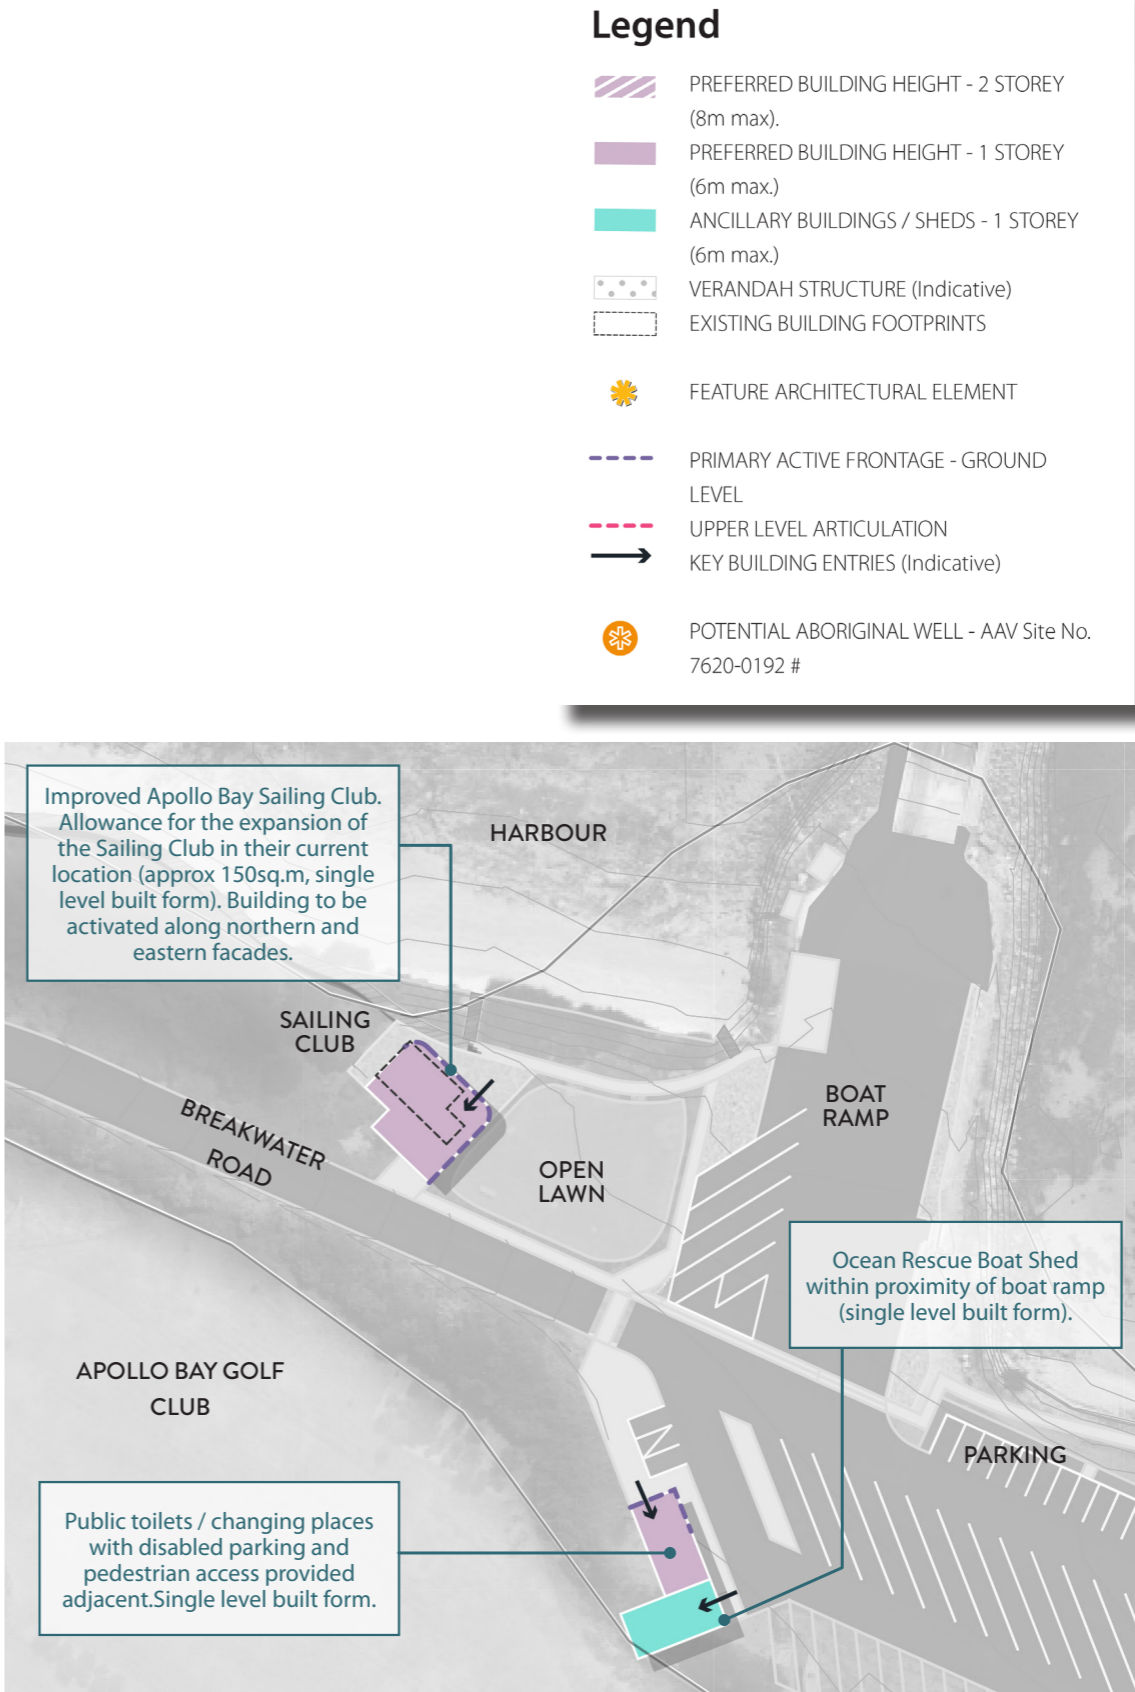 Legend
PREFERRED BUILDING HEIGHT - 2 STOREY
(8m max).
PREFERRED BUILDING HEIGHT - 1 STOREY
(6m max.)
ANCILLARY BUILDINGS / SHEDS - 1 STOREY
(6m max.)
VERANDAH STRUCTURE (Indicative)
EXISTING BUILDING FOOTPRINTS
FEATURE ARCHITECTURAL ELEMENT
PRIMARY ACTIVE FRONTAGE - GROUND
LEVEL
UPPER LEVEL ARTICULATION
KEY BUILDING ENTRIES (Indicative)
POTENTIAL ABORIGINAL WELL - AAV Site No.
7620-0192 #
Improved Apollo Bay Sailing Club.
Allowance for the expansion of
the Sailing Club in their current
location (approx 150sq.m, single
level built form). Building to be
activated along northern and
eastern facades.
HARBOUR
SAILING
CLUB
BREAKWATER
ROAD
OPEN
LAWN
BOAT
RAMP
Ocean Rescue Boat Shed
within proximity of boat ramp
(single level built form).
APOLLO BAY GOLF
CLUB
PARKING
Public toilets / changing places
with disabled parking and
pedestrian access provided
adjacent.Single level built form.